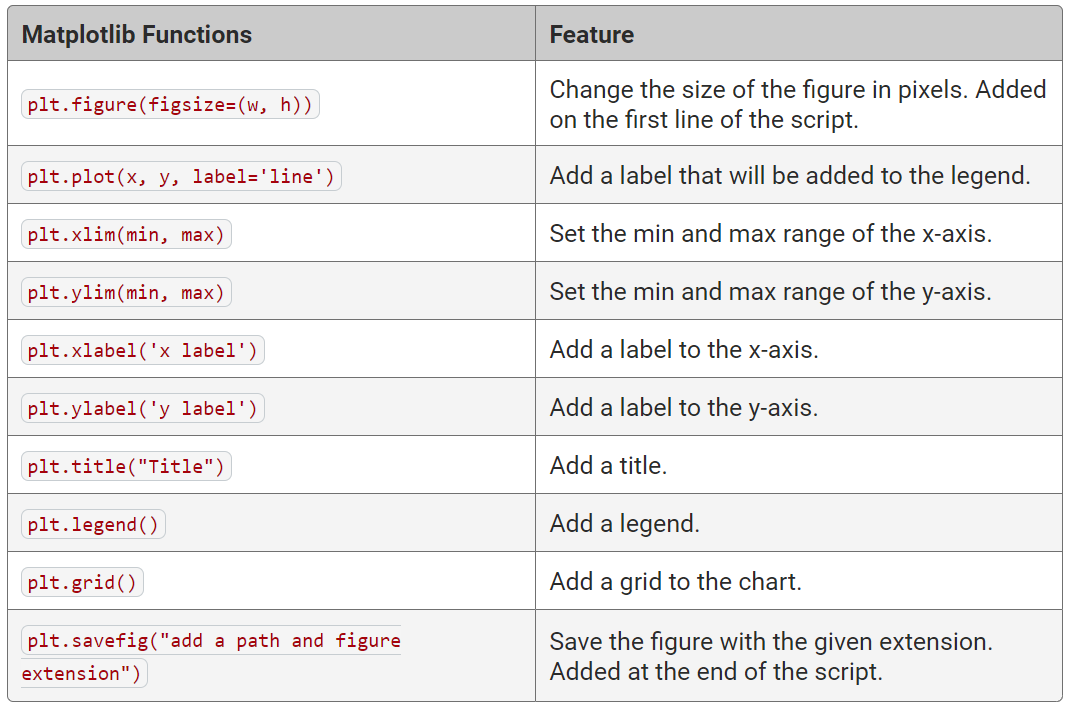 Matplotlib Functions
Feature
plt.figure(figsize=(w, h))
Change the size of the figure in pixels. Added
on the first line of the script.
plt.plot(x, y, label='line')
Add a label that will be added to the legend.
plt.xlim(min, max)
Set the min and max range of the x-axis.
plt.ylim(min, max)
Set the min and max range of the y-axis.
plt.xlabel('x label')
Add a label to the x-axis.
plt.ylabel('y label')
Add a label to the y-axis.
plt.title("Title")
Add a title.
plt.legend()
Add a legend.
plt.grid()
Add a grid to the chart.
plt.savefig("add a path and figure
extension")
Save the figure with the given extension.
Added at the end of the script.